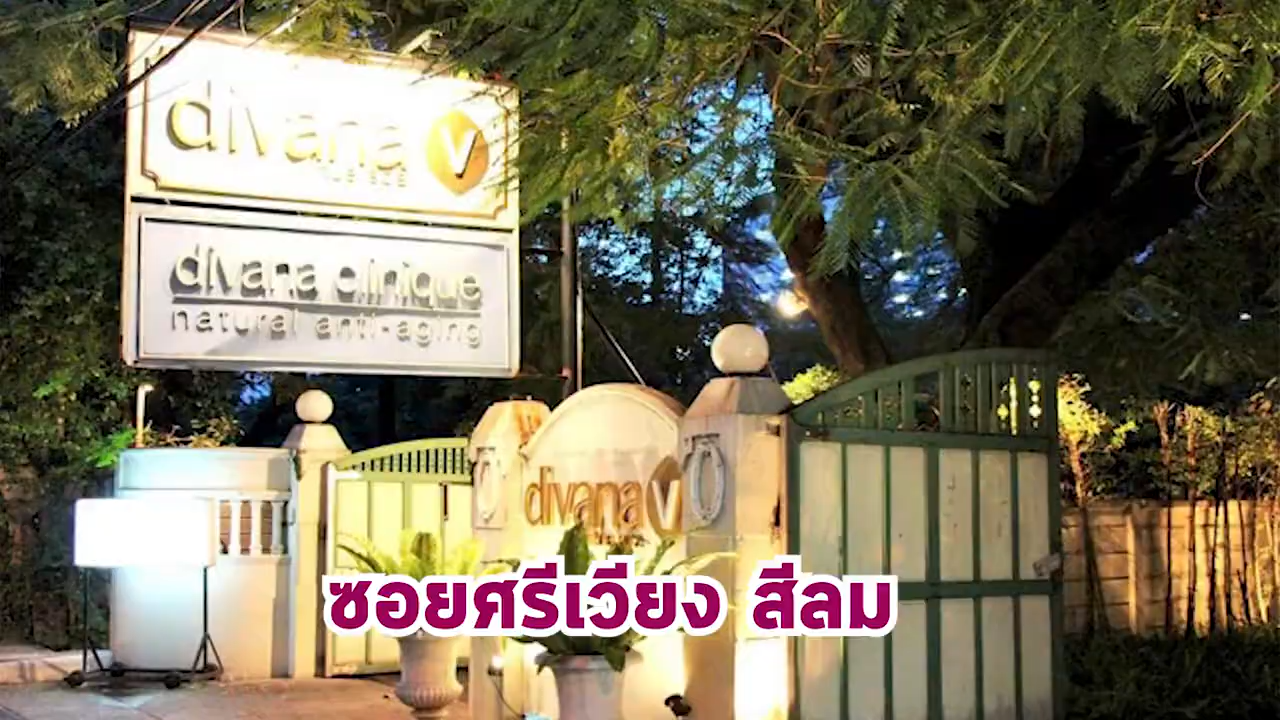 divana V
divana clinique
natural anti-aging
divana V
ซอยศรีเวียง สีลม